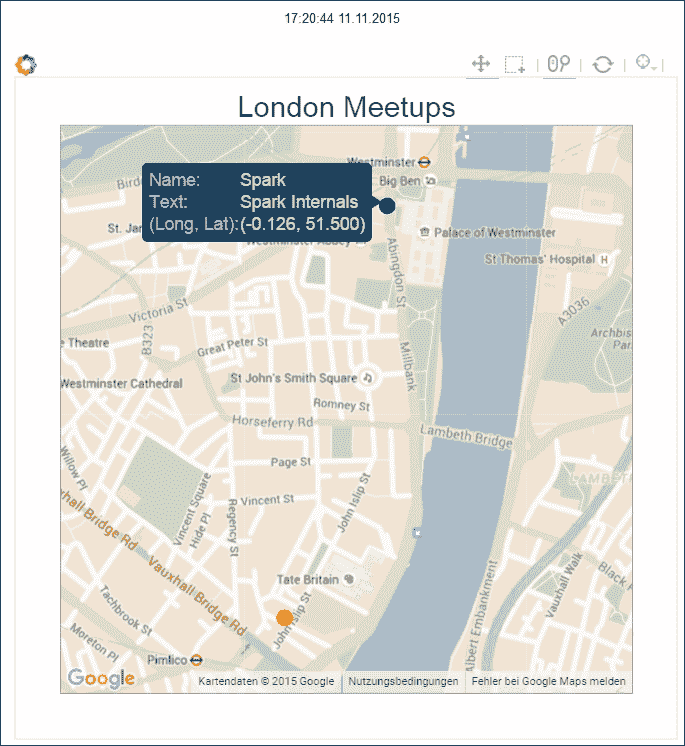 17:20:44 11.11.2015
London Meetups
Westminster
Big Ben
Bird
Name: Spark
Text: Spark Internals
(Long, Lat): (-0.126, 51.500)
St. Jar
Palace of Westminster
St Thomas' Hospital
Abingdon St
Victoria St
B323
A3036
e Theatre
Great Peter St
Millbank
Archbis
Par
Westminster Cathedral
St John's Smith Square
Romney St
Horseferry Rd
Lambeth Bridge
Page St
Willow Pl
Vincent Square
Hide Pl
Vincent St
Regency St
John Islip St
LAMBET
xhall Bridge Rd
Vauxhall Bridge Rd
Tate Britain
John Islip St
Tachbrook St
Moreton Pl
Pimlico
Albert Embankment
Vauxhall Walk
Black
Google
Kartendaten © 2015 Google
Nutzungsbedingungen
Fehler bei Google Maps melden